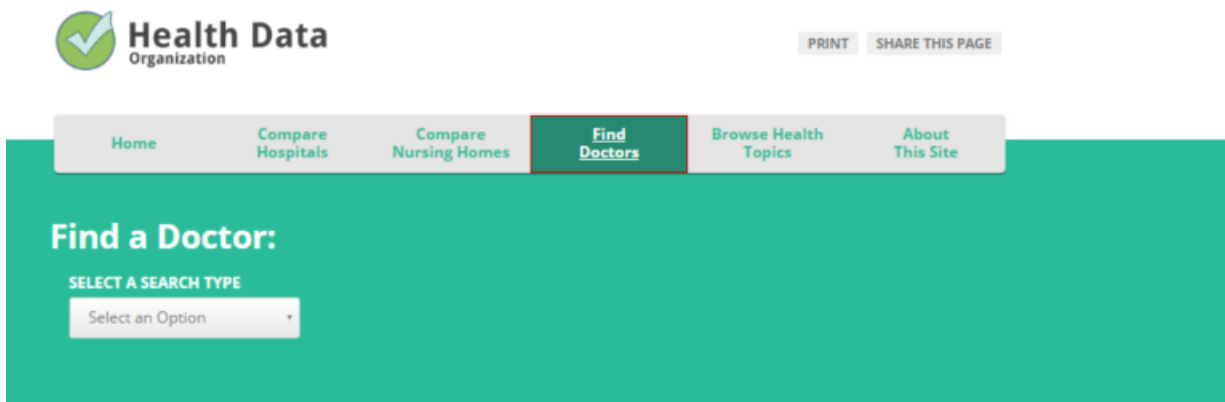 Health Data
Organization
PRINT
SHARE THIS PAGE
Home
Compare
Hospitals
Compare
Nursing Homes
Find
Doctors
Browse Health
Topics
About
This Site
Find a Doctor:
SELECT A SEARCH TYPE
Select an Option